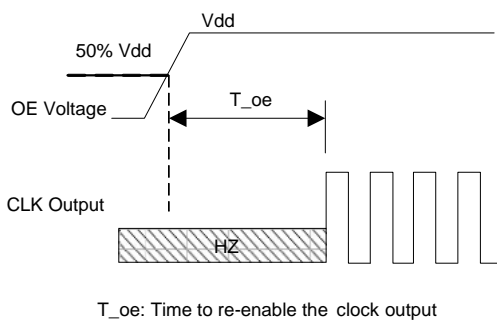 Vdd
50% Vdd
T_oe
OE Voltage
CLK Output
HZ
T_oe: Time to re-enable the clock output